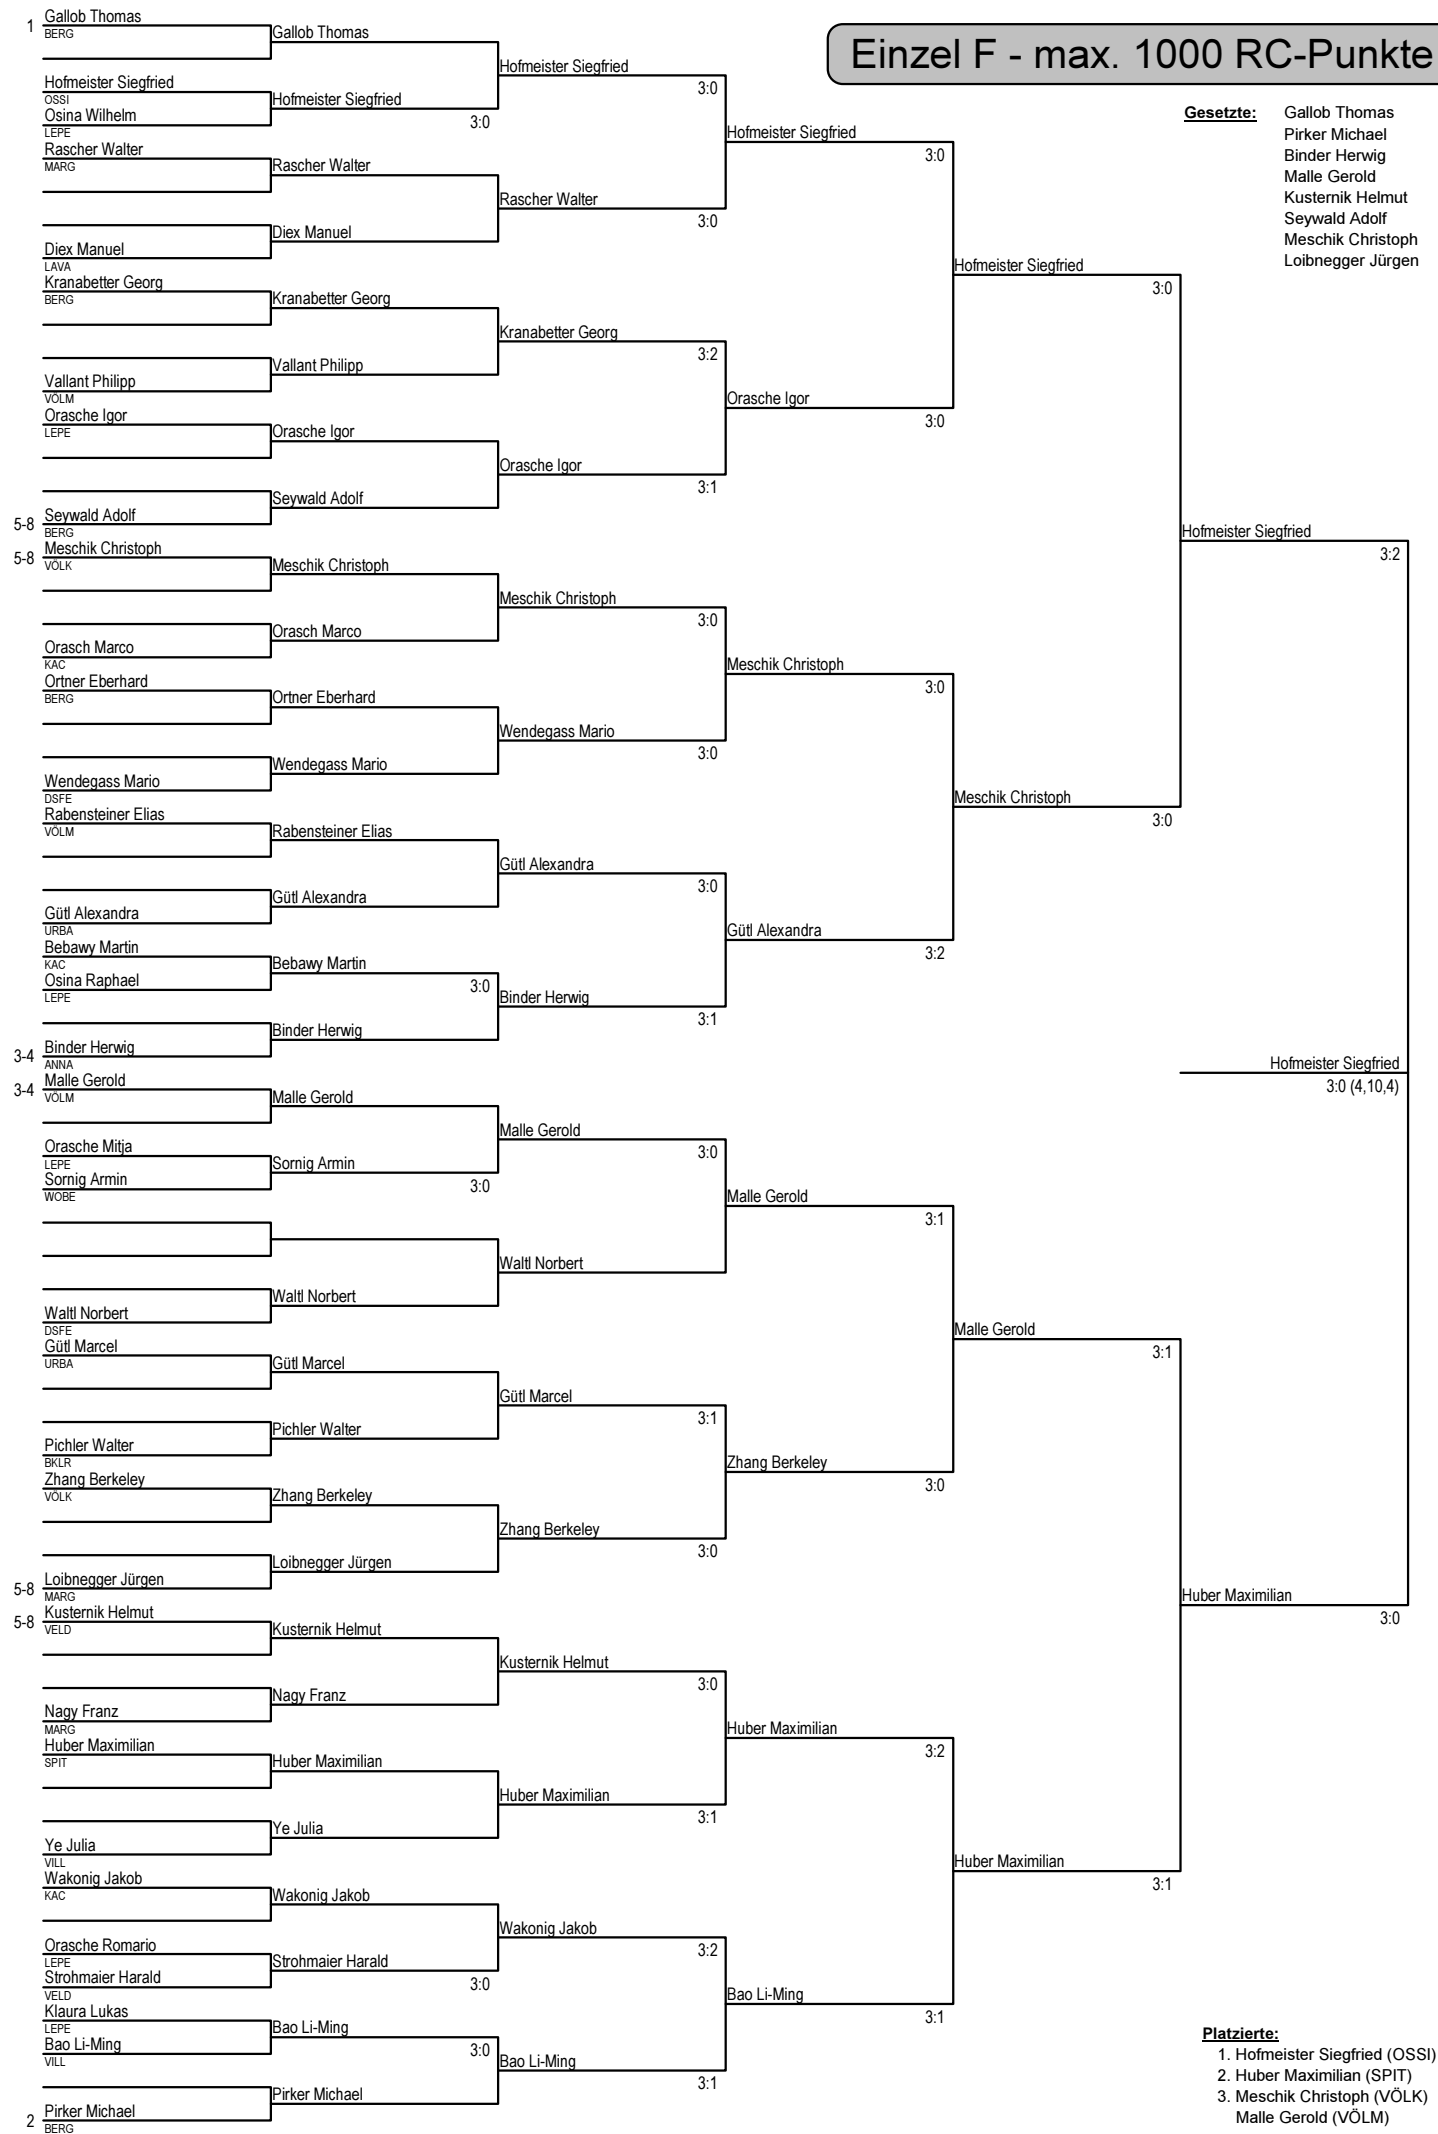 Einzel F - max. 1000 RC-Punkte
Gesetzte:
Gallob Thomas
Pirker Michael
Binder Herwig
Malle Gerold
Kusternik Helmut
Seywald Adolf
Meschik Christoph
Loibnegger Jürgen
1
Gallob Thomas
BERG
Hofmeister Siegfried
OSSI
Osina Wilhelm
LEPE
Rascher Walter
MARG
Diex Manuel
LAVA
Kranabetter Georg
BERG
Vallant Philipp
VÖLM
Orasche Igor
LEPE
5-8
Seywald Adolf
BERG
5-8
Meschik Christoph
VÖLK
Orasch Marco
KAC
Ortner Eberhard
BERG
Wendegass Mario
DSFE
Rabensteiner Elias
VÖLM
Gütl Alexandra
URBA
Bebawy Martin
KAC
Osina Raphael
LEPE
3-4
Binder Herwig
ANNA
3-4
Malle Gerold
VÖLM
Orasche Mitja
LEPE
Sornig Armin
WOBE
Waltl Norbert
DSFE
Gütl Marcel
URBA
Pichler Walter
BKLR
Zhang Berkeley
VÖLK
5-8
Loibnegger Jürgen
MARG
5-8
Kusternik Helmut
VELD
Nagy Franz
MARG
Huber Maximilian
SPIT
Ye Julia
VILL
Wakonig Jakob
KAC
Orasche Romario
LEPE
Strohmaier Harald
VELD
Klaura Lukas
LEPE
Bao Li-Ming
VILL
2
Pirker Michael
BERG
Gallob Thomas
Hofmeister Siegfried
3:0
Rascher Walter
Diex Manuel
Kranabetter Georg
Vallant Philipp
Orasche Igor
Seywald Adolf
Meschik Christoph
Orasch Marco
Ortner Eberhard
Wendegass Mario
Rabensteiner Elias
Gütl Alexandra
Bebawy Martin
3:0
Binder Herwig
Malle Gerold
Sornig Armin
3:0
Waltl Norbert
Gütl Marcel
Pichler Walter
Zhang Berkeley
Loibnegger Jürgen
Kusternik Helmut
Nagy Franz
Huber Maximilian
Ye Julia
Wakonig Jakob
Strohmaier Harald
3:0
Bao Li-Ming
3:0
Pirker Michael
Hofmeister Siegfried
3:0
Rascher Walter
3:0
Kranabetter Georg
3:2
Orasche Igor
3:1
Meschik Christoph
3:0
Wendegass Mario
3:0
Gütl Alexandra
3:0
Binder Herwig
3:1
Malle Gerold
3:0
Waltl Norbert
Gütl Marcel
3:1
Zhang Berkeley
3:0
Kusternik Helmut
3:0
Huber Maximilian
3:1
Wakonig Jakob
3:2
Bao Li-Ming
3:1
Hofmeister Siegfried
3:0
Orasche Igor
3:0
Meschik Christoph
3:0
Gütl Alexandra
3:2
Malle Gerold
3:1
Zhang Berkeley
3:0
Huber Maximilian
3:2
Bao Li-Ming
3:1
Hofmeister Siegfried
3:0
Meschik Christoph
3:0
Malle Gerold
3:1
Huber Maximilian
3:1
Hofmeister Siegfried
3:2
Huber Maximilian
3:0
Hofmeister Siegfried
3:0 (4,10,4)
Platzierte:
1. Hofmeister Siegfried (OSSI)
2. Huber Maximilian (SPIT)
3. Meschik Christoph (VÖLK)
Malle Gerold (VÖLM)